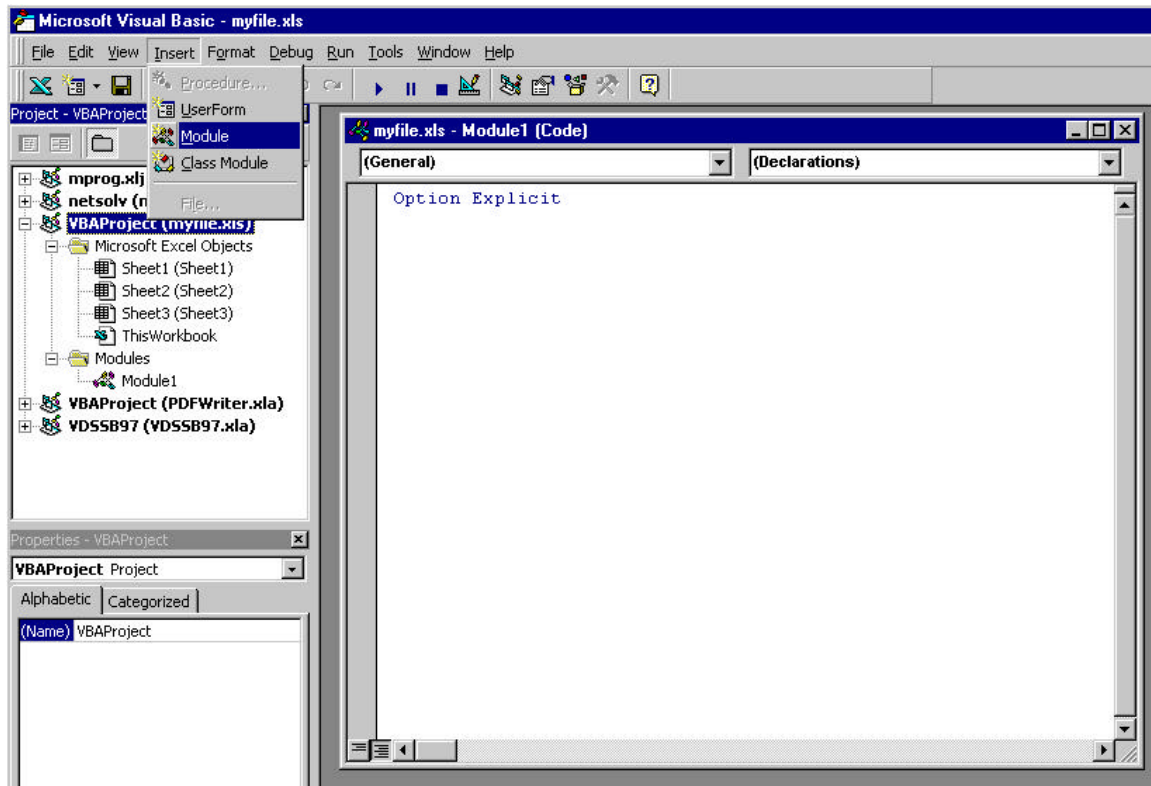 Microsoft Visual Basic - myfile.xls
File Edit View Insert Format Debug Run Tools Window Help
Procedure...
UserForm
Module
Class Module
File...
Project - VBAProject
mprog.xlj
netsolv (n
VBAProject (myfile.xls)
Microsoft Excel Objects
Sheet1 (Sheet1)
Sheet2 (Sheet2)
Sheet3 (Sheet3)
ThisWorkbook
Modules
Module1
VBAProject (PDFWriter.xla)
VDSSB97 (VDSSB97.xla)
Properties - VBAProject
VBAProject Project
Alphabetic Categorized
(Name) VBAProject
myfile.xls - Module1 (Code)
(General) (Declarations)
Option Explicit